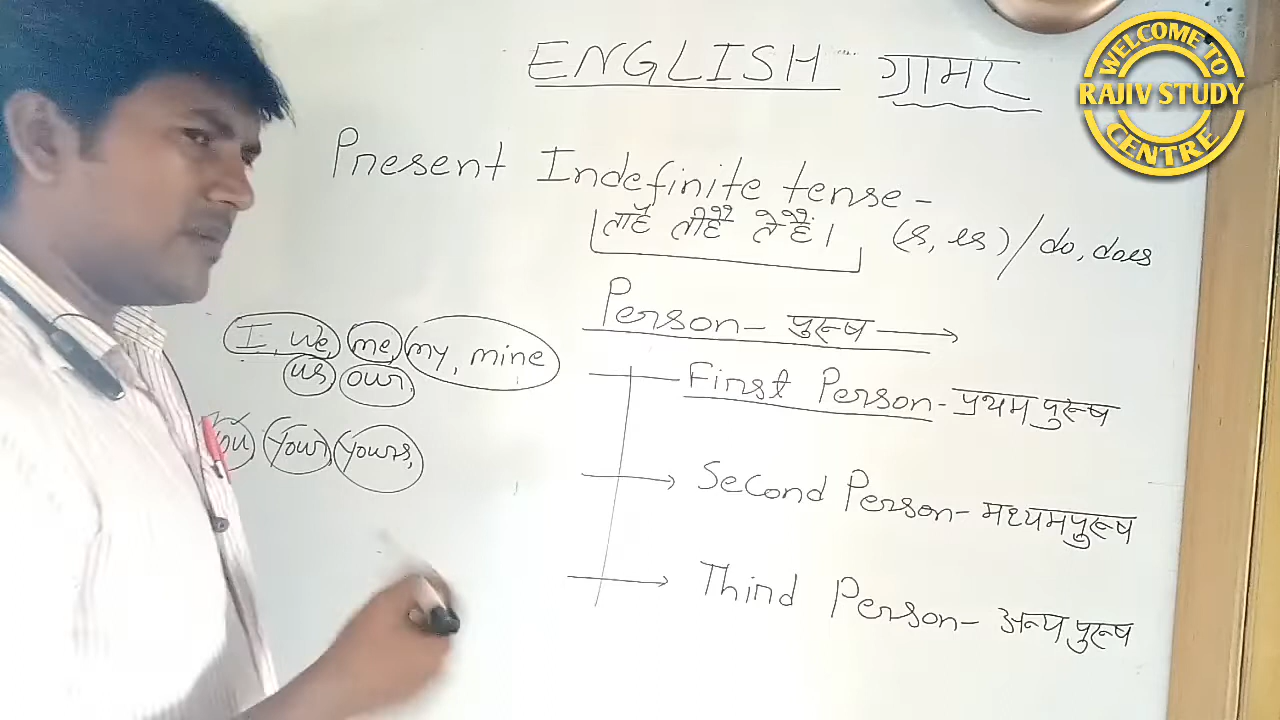 ENGLISH ग्रामर
WELCOME TO
RAJIV STUDY
CENTRE
Present Indefinite tense -
ताहै तीहै ते हैं। (s, es) / do, does
Person - पुरूष
I, we, me, my, mine
us our
First Person - प्रथम पुरूष
you your, yours,
Second Person - मध्यम पुरूष
Third Person - अन्य पुरूष